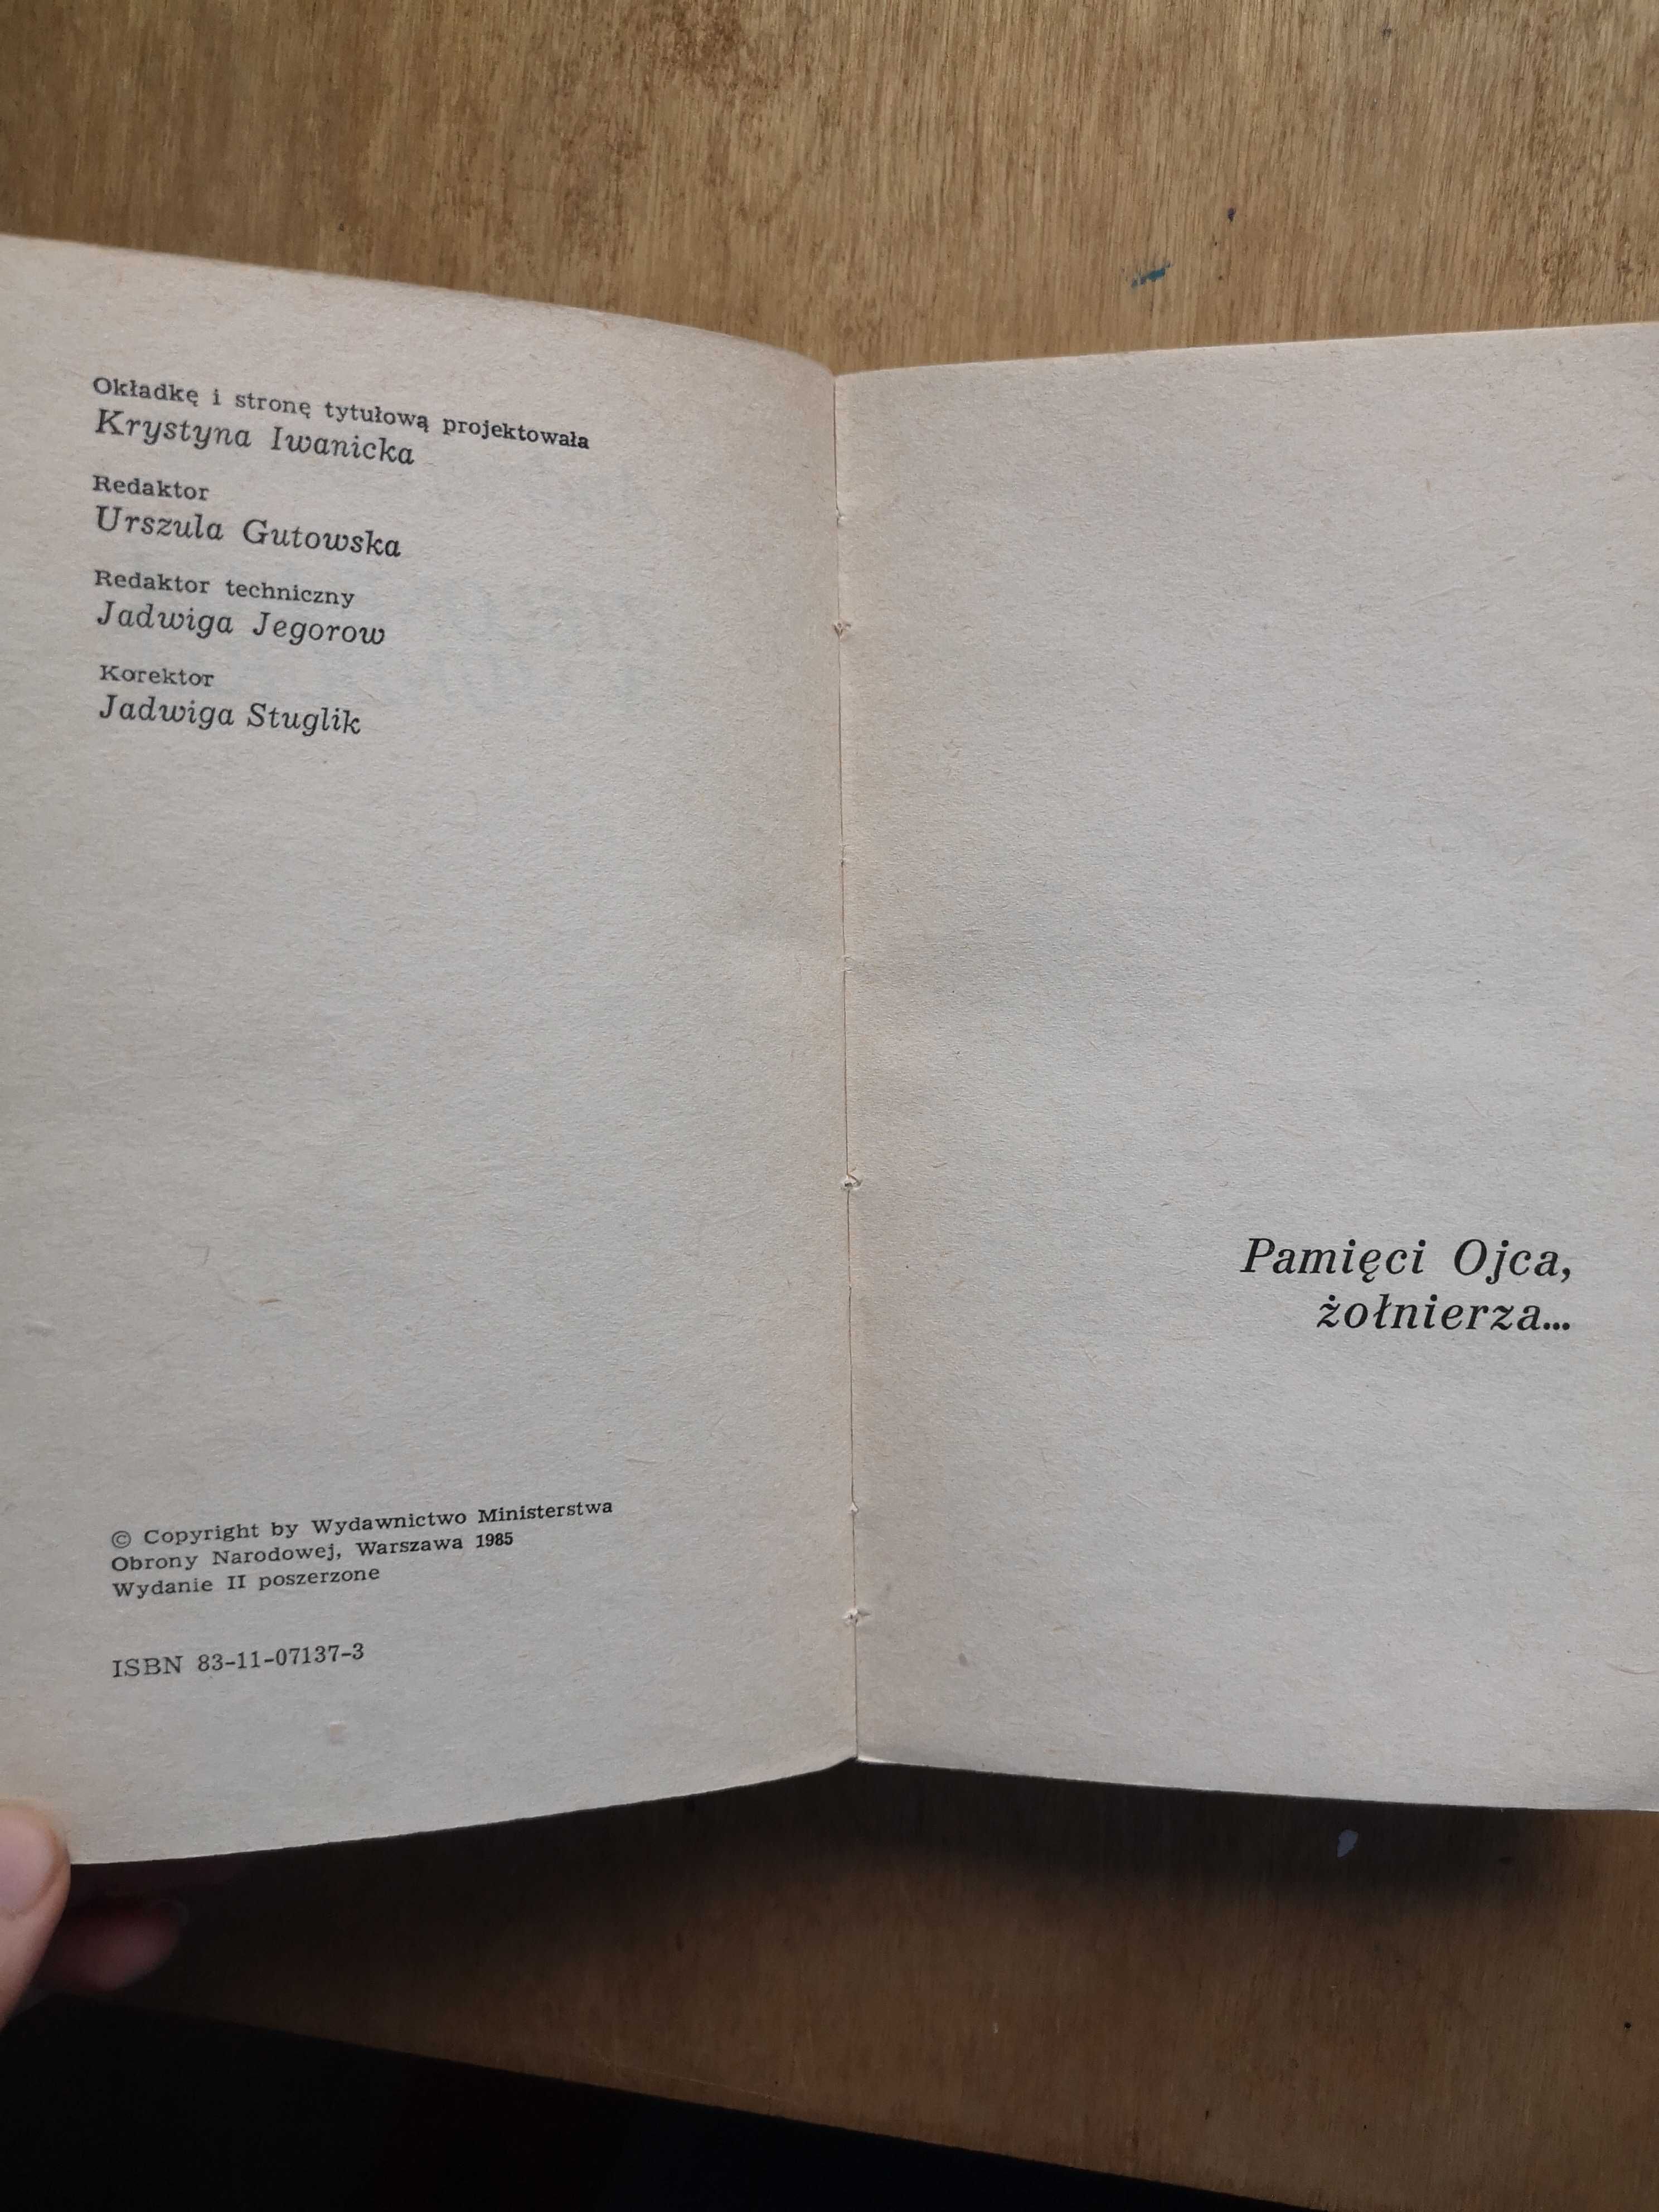 Okładkę i stronę tytułową projektowała
Krystyna Iwanicka
Redaktor
Urszula Gutowska
Redaktor techniczny
Jadwiga Jegorow
Korektor
Jadwiga Stuglik
© Copyright by Wydawnictwo Ministerstwa
Obrony Narodowej, Warszawa 1985
Wydanie II poszerzone
ISBN 83-11-07137-3
Pamięci Ojca,
żołnierza...